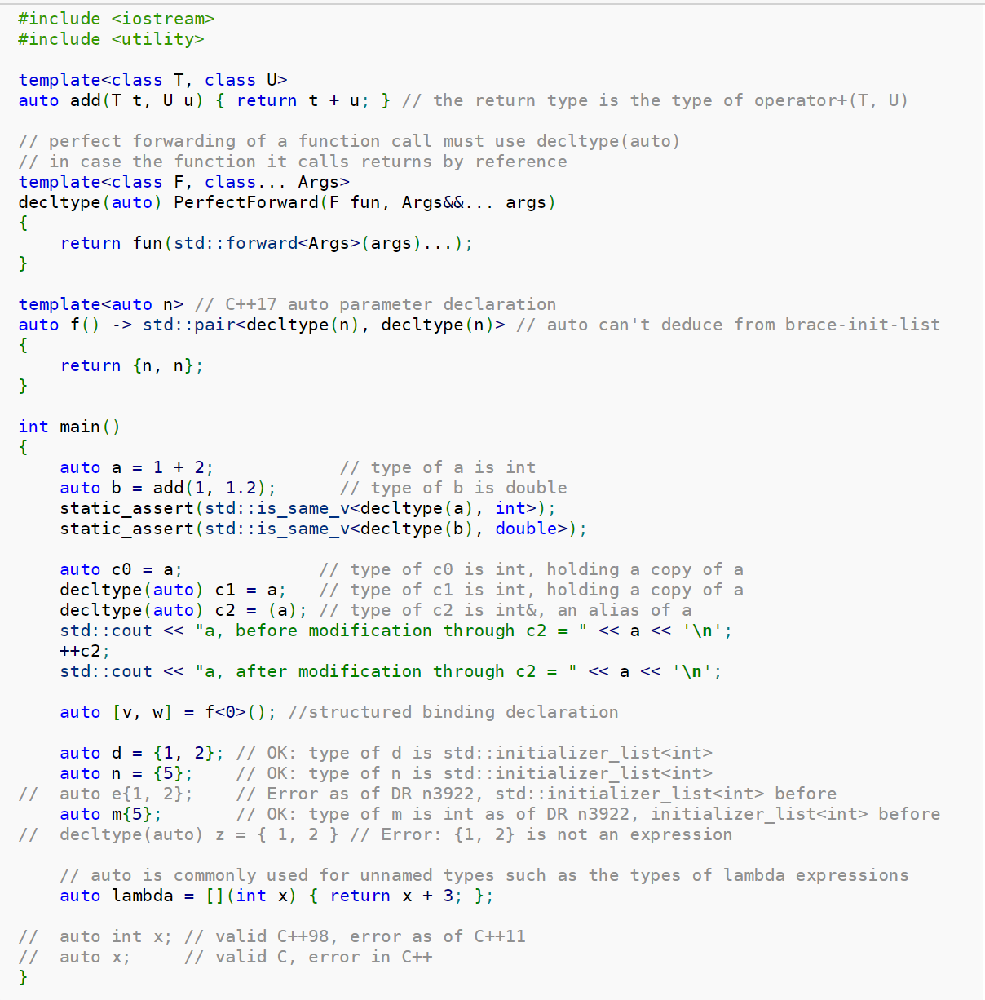 #include <iostream>
#include <utility>

template<class T, class U>
auto add(T t, U u) { return t + u; } // the return type is the type of operator+(T, U)

// perfect forwarding of a function call must use decltype(auto)
// in case the function it calls returns by reference
template<class F, class... Args>
decltype(auto) PerfectForward(F fun, Args&&... args)
{
    return fun(std::forward<Args>(args)...);
}

template<auto n> // C++17 auto parameter declaration
auto f() -> std::pair<decltype(n), decltype(n)> // auto can't deduce from brace-init-list
{
    return {n, n};
}

int main()
{
    auto a = 1 + 2;            // type of a is int
    auto b = add(1, 1.2);      // type of b is double
    static_assert(std::is_same_v<decltype(a), int>);
    static_assert(std::is_same_v<decltype(b), double>);

    auto c0 = a;             // type of c0 is int, holding a copy of a
    decltype(auto) c1 = a;   // type of c1 is int, holding a copy of a
    decltype(auto) c2 = (a); // type of c2 is int&, an alias of a
    std::cout << "a, before modification through c2 = " << a << '\n';
    ++c2;
    std::cout << "a, after modification through c2 = " << a << '\n';

    auto [v, w] = f<0>(); //structured binding declaration

    auto d = {1, 2}; // OK: type of d is std::initializer_list<int>
    auto n = {5};    // OK: type of n is std::initializer_list<int>
//  auto e{1, 2};    // Error as of DR n3922, std::initializer_list<int> before
    auto m{5};       // OK: type of m is int as of DR n3922, initializer_list<int> before
//  decltype(auto) z = { 1, 2 } // Error: {1, 2} is not an expression

    // auto is commonly used for unnamed types such as the types of lambda expressions
    auto lambda = [](int x) { return x + 3; };

//  auto int x; // valid C++98, error as of C++11
//  auto x;     // valid C, error in C++
}